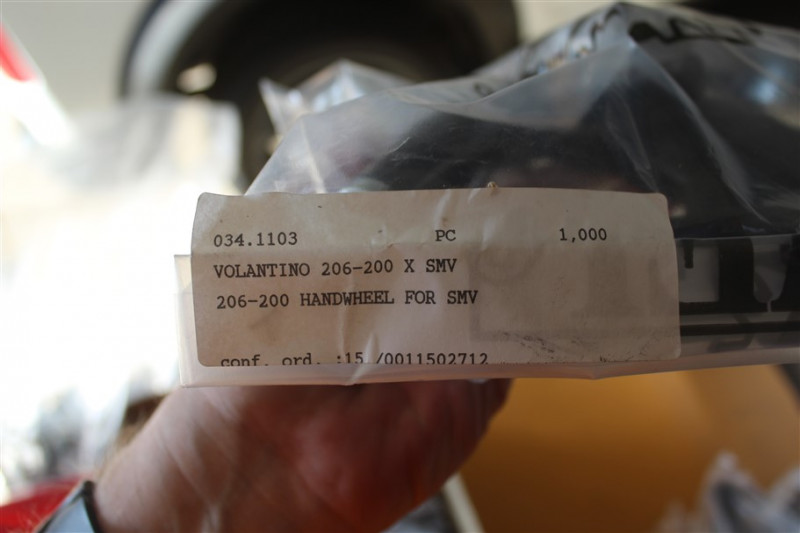 034.1103 PC 1,000
VOLANTINO 206-200 X SMV
206-200 HANDWHEEL FOR SMV
conf. ord. :15 /0011502712